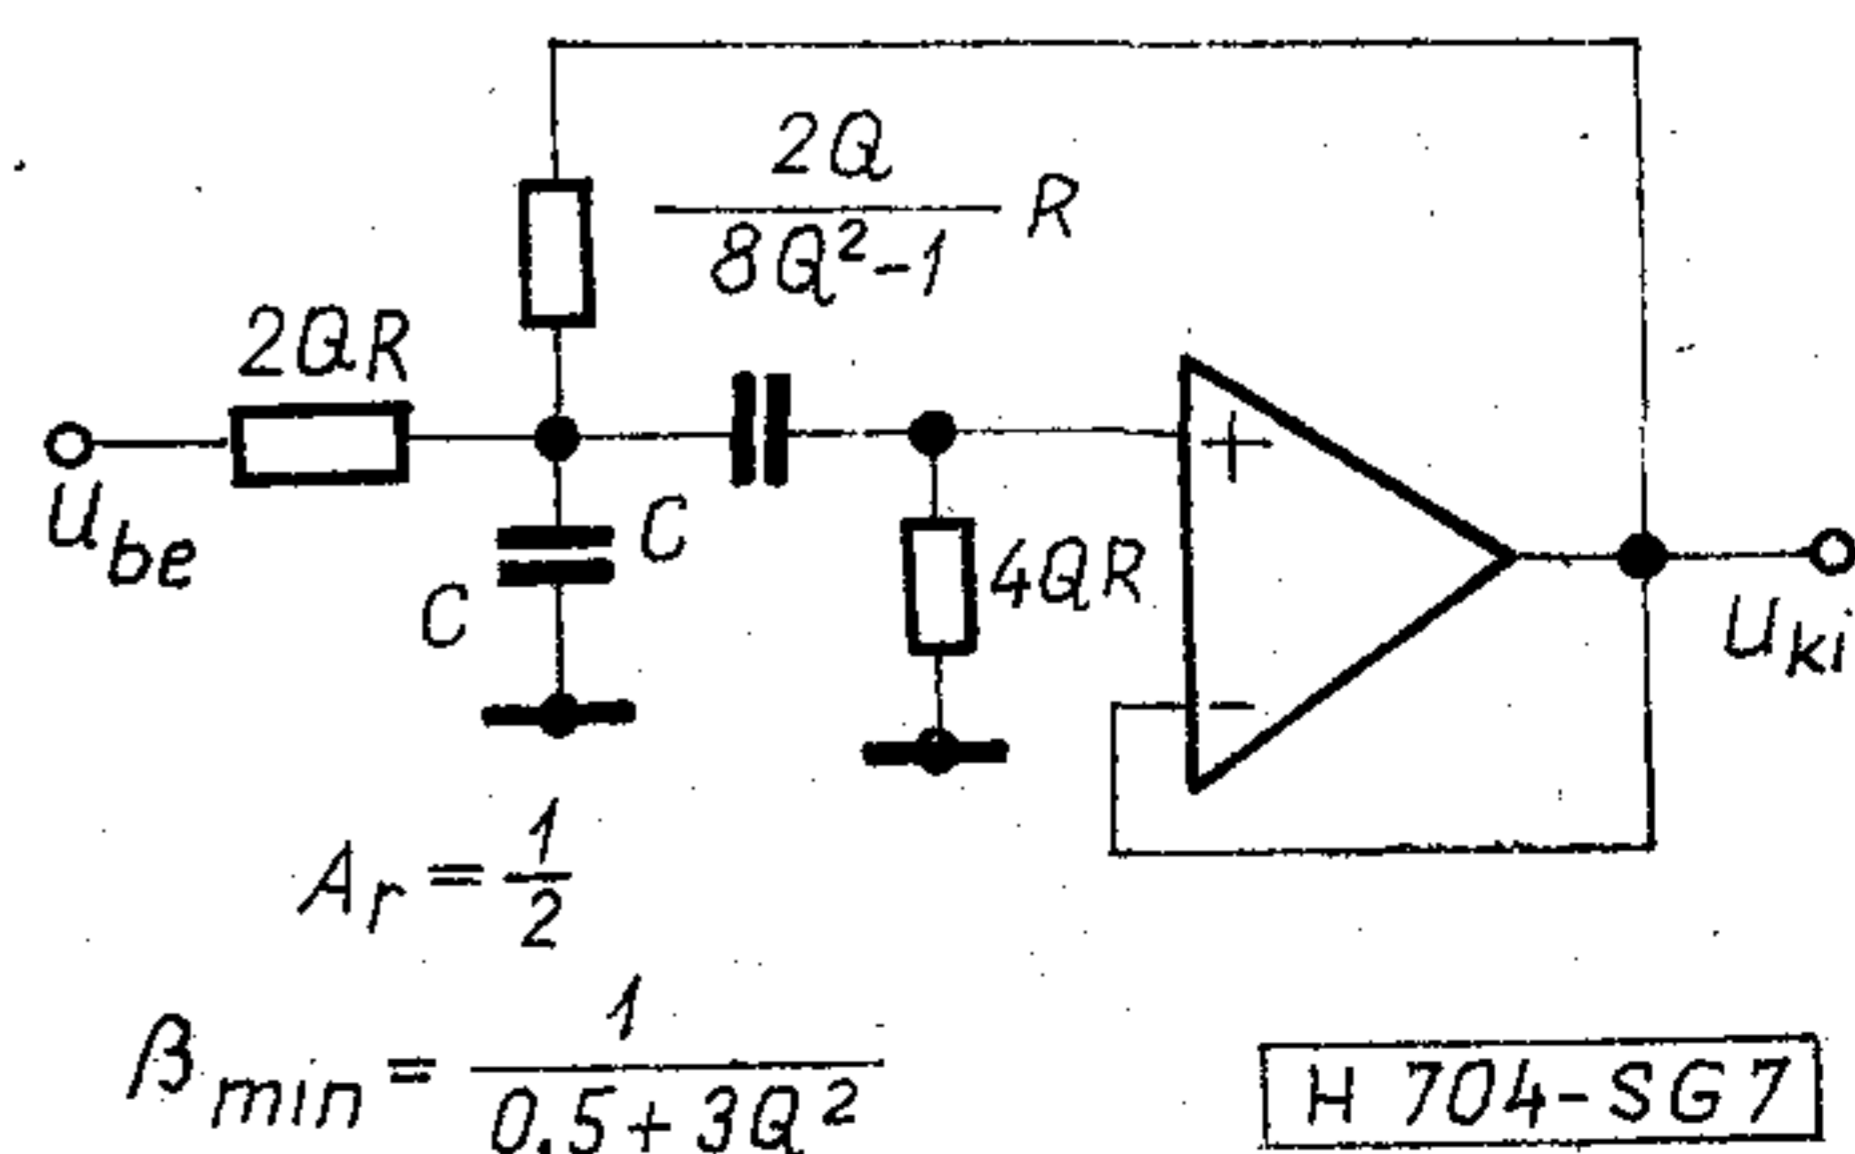 2Q
8Q²-1
R
2QR
U_be
C
C
4QR
+
-
U_ki
A_r = 1/2
β_min = 1/(0.5+3Q²)
H 704-SG7